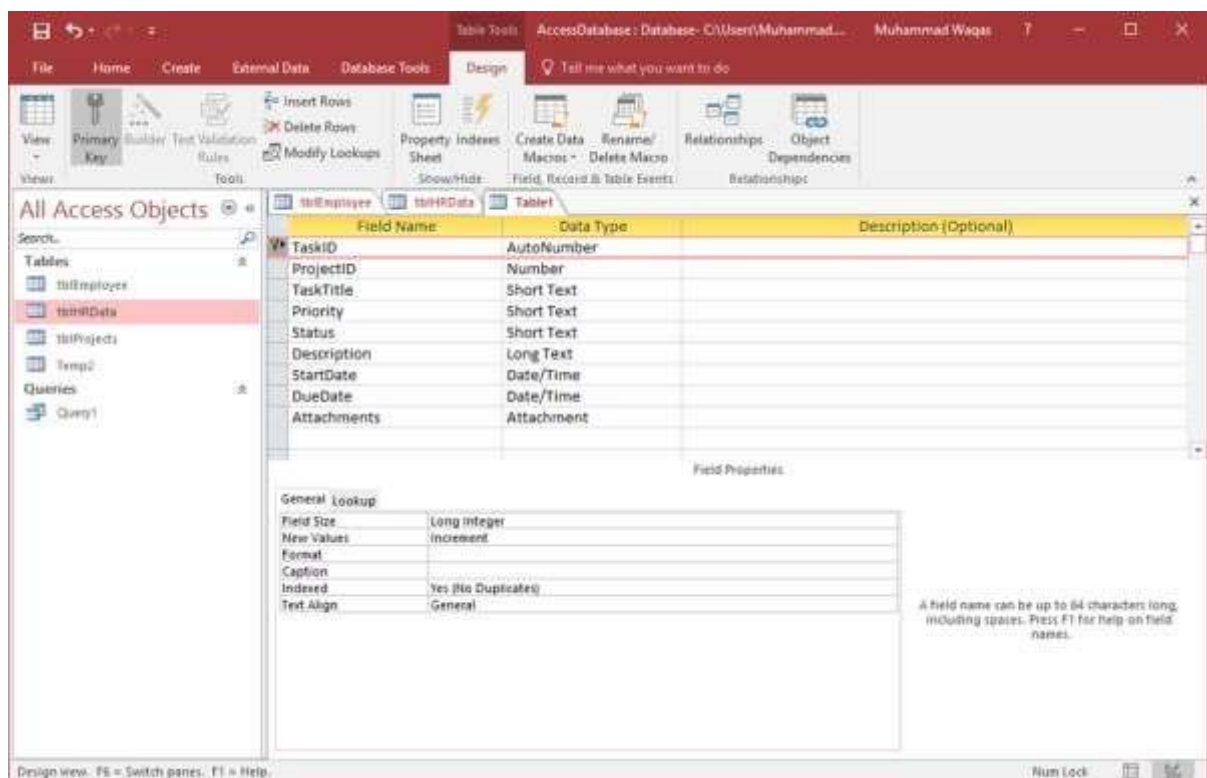 Table Tools AccessDatabase : Database- C:\Users\Muhammad.... Muhammad Waqas ?
File Home Create External Data Database Tools Design Tell me what you want to do
View Primary Key Builder Test Validation Rules Insert Rows Delete Rows Modify Lookups Property Sheet Indexes Create Data Macros Rename/ Delete Macro Relationships Object Dependencies
Views Tools Show/Hide Field, Record & Table Events Relationships
All Access Objects
Search...
Tables
tblEmployee
tblHRData
tblProjects
Temp2
Queries
Query1
tblEmployee tblHRData Table1
Field Name Data Type Description (Optional)
TaskID AutoNumber
ProjectID Number
TaskTitle Short Text
Priority Short Text
Status Short Text
Description Long Text
StartDate Date/Time
DueDate Date/Time
Attachments Attachment
Field Properties
General Lookup
Field Size Long Integer
New Values Increment
Format
Caption
Indexed Yes (No Duplicates)
Text Align General
A field name can be up to 64 characters long,
including spaces. Press F1 for help on field
names.
Design view. F6 = Switch panes. F1 = Help. Num Lock